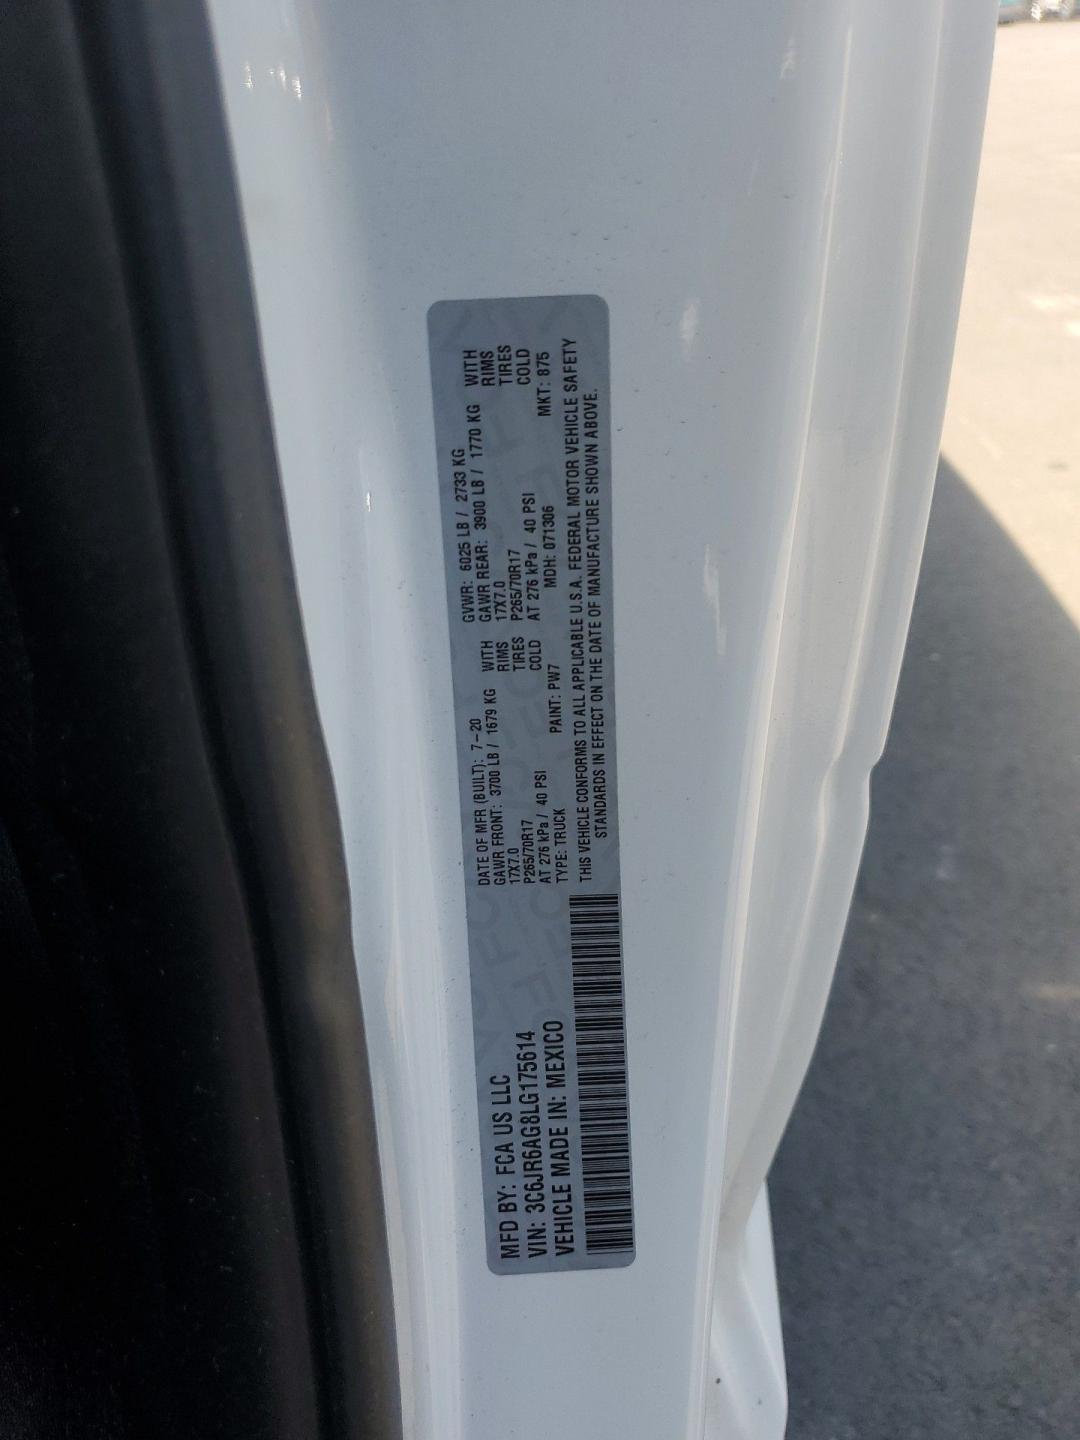 MFD BY: FCA US LLC
VIN: 3C6JR6AG8LG175614
VEHICLE MADE IN: MEXICO
DATE OF MFR (BUILT): 7-20 GVWR: 6025 LB / 2733 KG
GAWR FRONT: 3700 LB / 1679 KG WITH GAWR REAR: 3900 LB / 1770 KG WITH
17X7.0 RIMS 17X7.0 RIMS
P265/70R17 TIRES P265/70R17 TIRES
AT 276 kPa / 40 PSI COLD AT 276 kPa / 40 PSI COLD
TYPE: TRUCK PAINT: PW7 MDH: 071306 MKT: 875
THIS VEHICLE CONFORMS TO ALL APPLICABLE U.S.A. FEDERAL MOTOR VEHICLE SAFETY
STANDARDS IN EFFECT ON THE DATE OF MANUFACTURE SHOWN ABOVE.